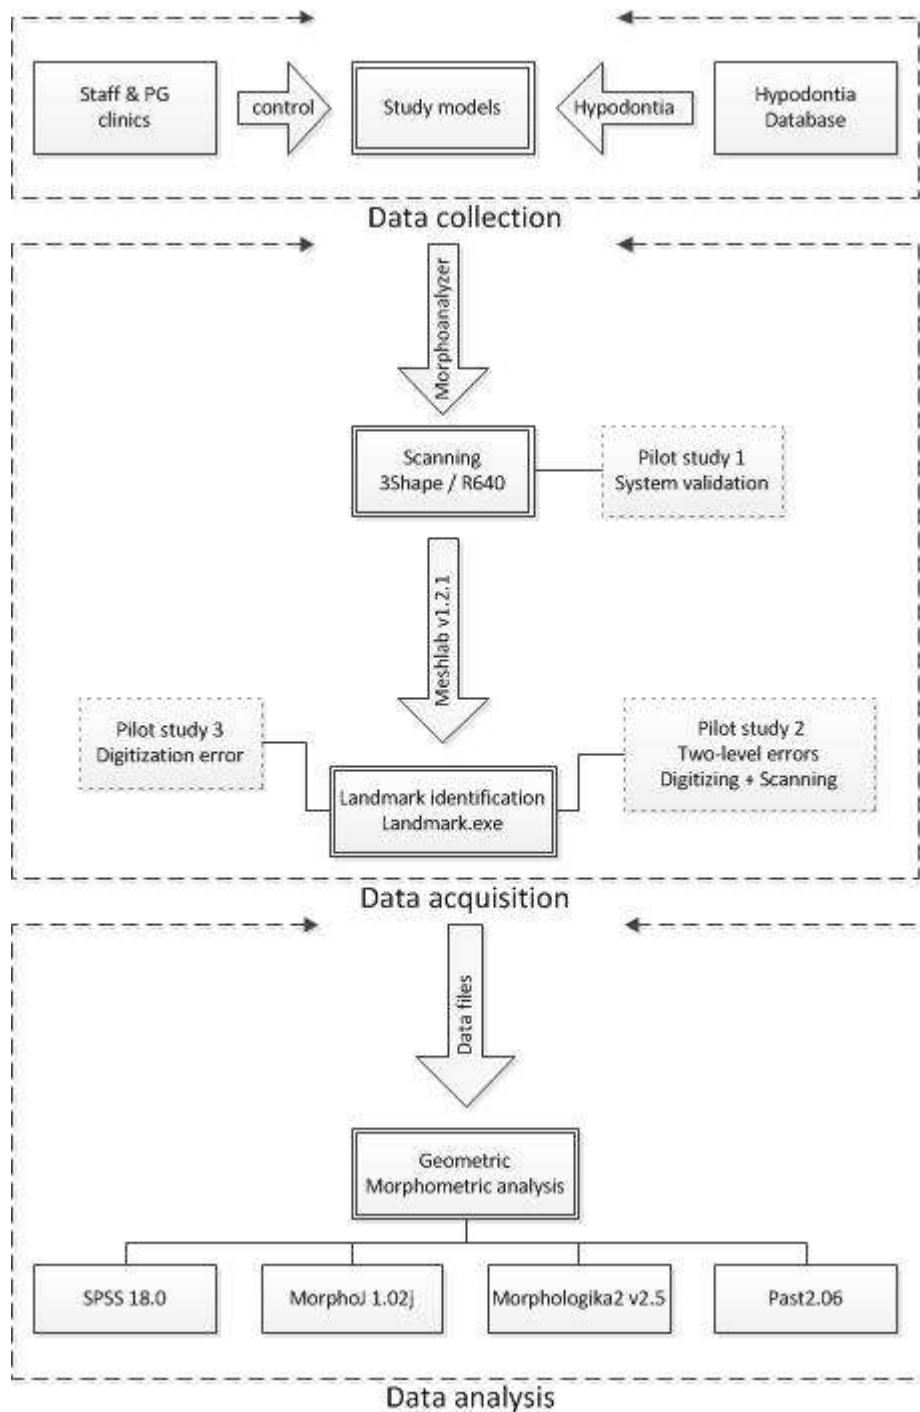 Staff & PG
clinics
control
Study models
Hypodontia
Hypodontia
Database
Data collection
Morphoanalyzer
Scanning
3Shape / R640
Pilot study 1
System validation
Meshlab v1.2.1
Pilot study 3
Digitization error
Pilot study 2
Two-level errors
Digitizing + Scanning
Landmark identification
Landmark.exe
Data acquisition
Data files
Geometric
Morphometric analysis
SPSS 18.0
MorphoJ 1.02j
Morphologika2 v2.5
Past2.06
Data analysis